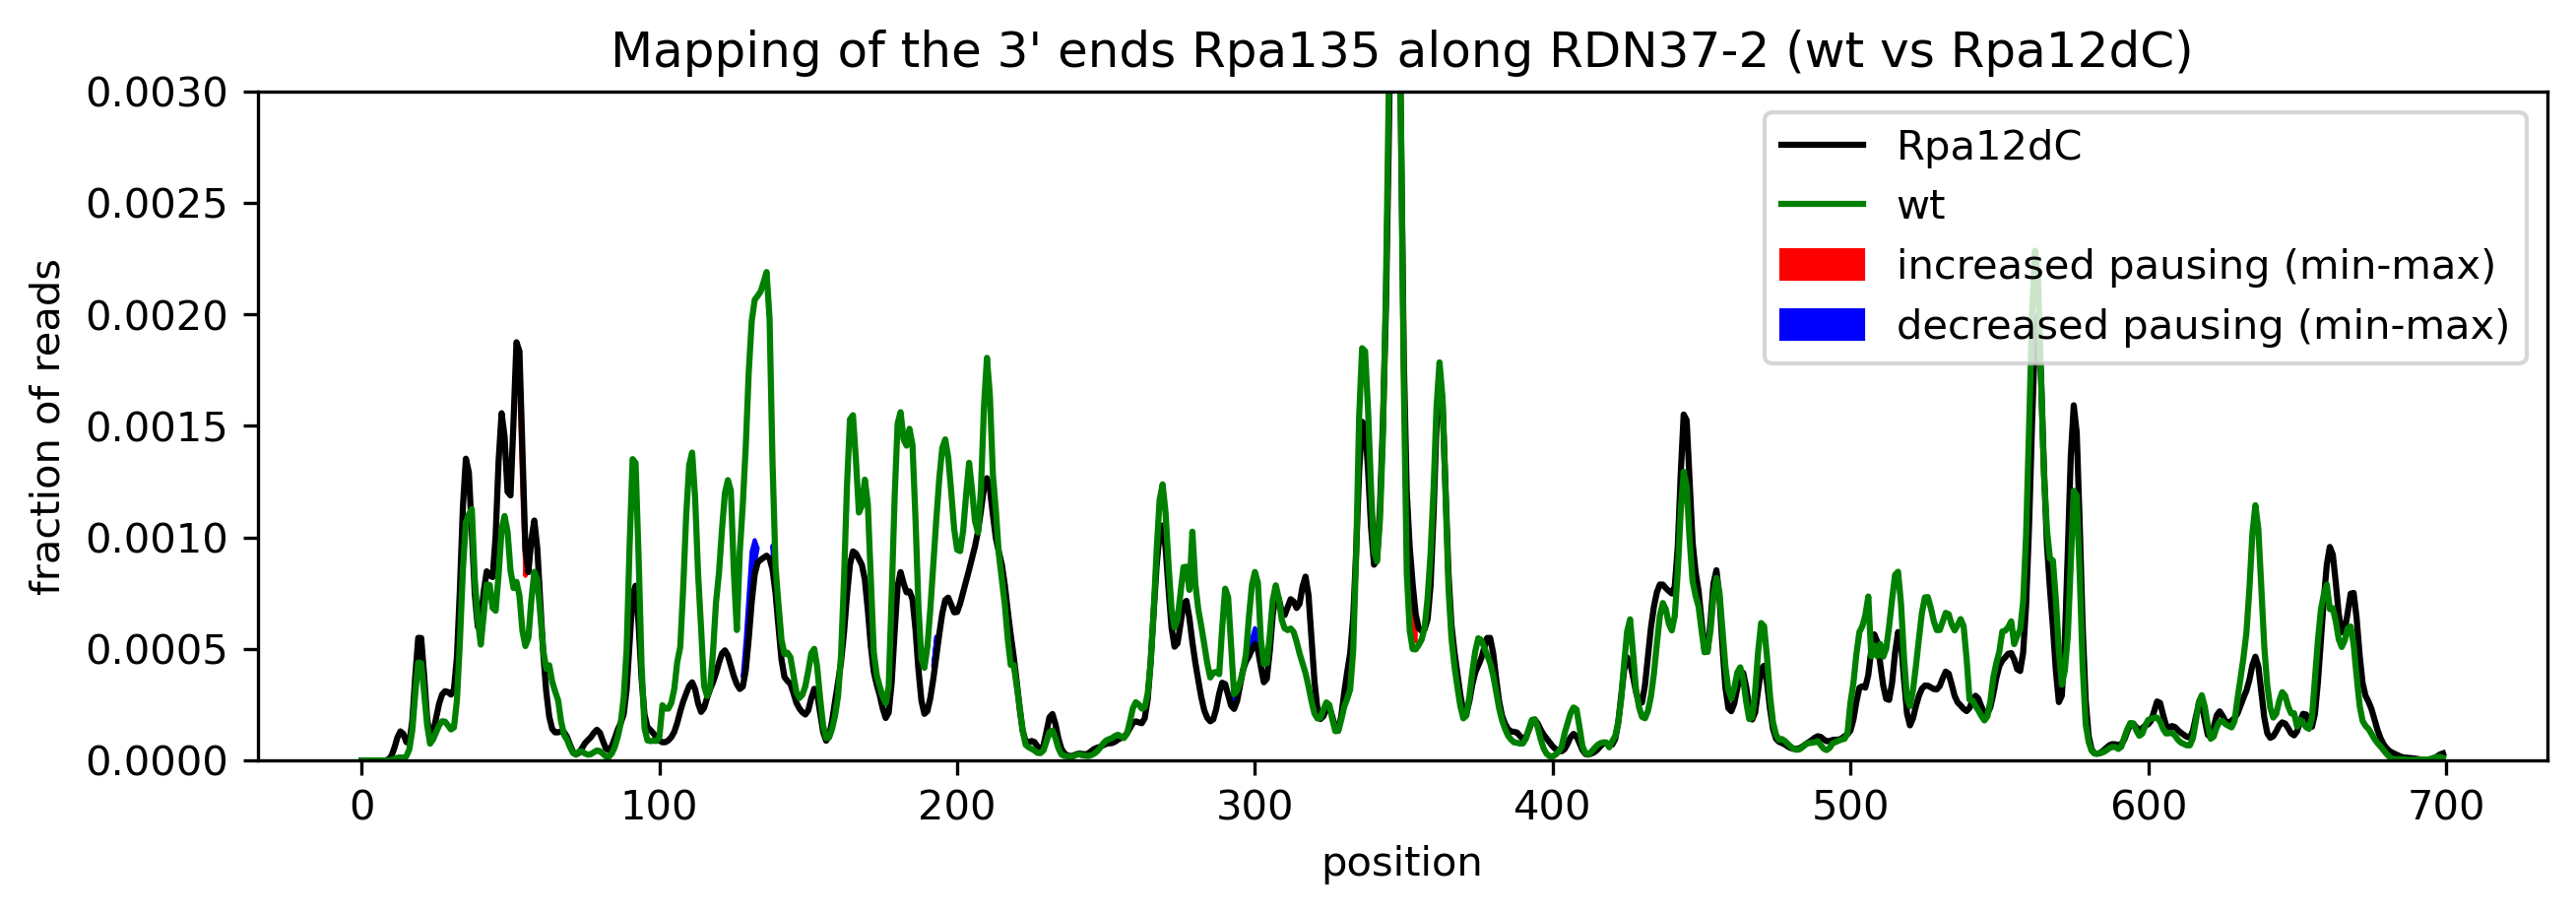 Mapping of the 3' ends Rpa135 along RDN37-2 (wt vs Rpa12dC)
0.0030
0.0025
0.0020
0.0015
0.0010
0.0005
0.0000
fraction of reads
Rpa12dC
wt
increased pausing (min-max)
decreased pausing (min-max)
0 100 200 300 400 500 600 700
position